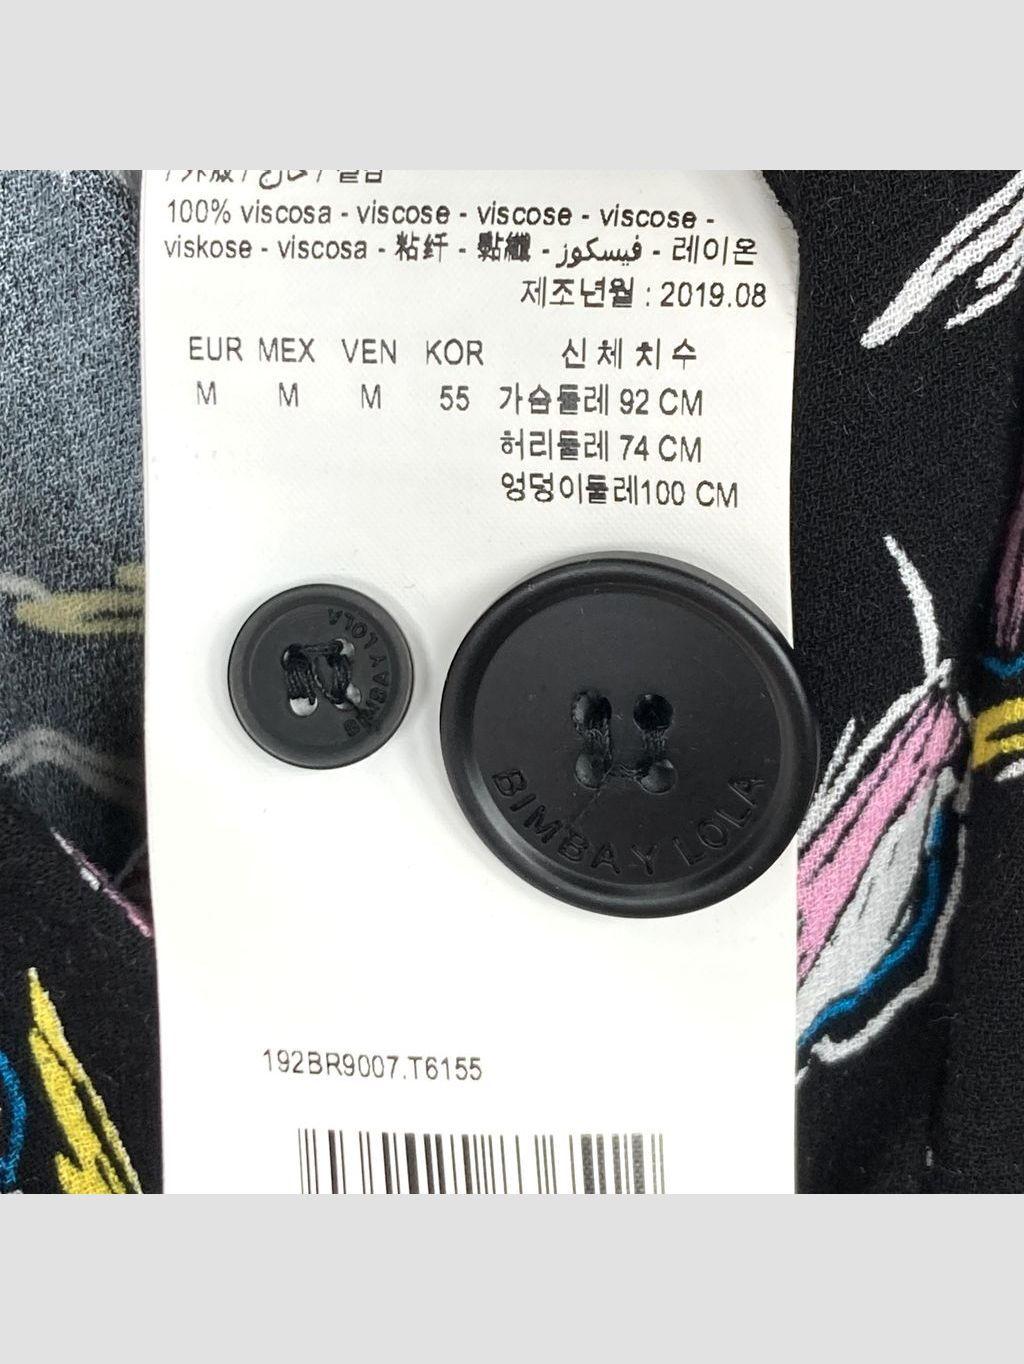 100% viscosa - viscose - viscose - viscose -
viskose - viscosa - 粘纤 - 黏纖 - فيسكوز - 레이온
제조년월 : 2019.08
EUR MEX VEN KOR 신체치수
M M M 55 가슴둘레 92 CM
허리둘레 74 CM
엉덩이둘레100 CM
BIMBA Y LOLA
BIMBA Y LOLA
192BR9007.T6155